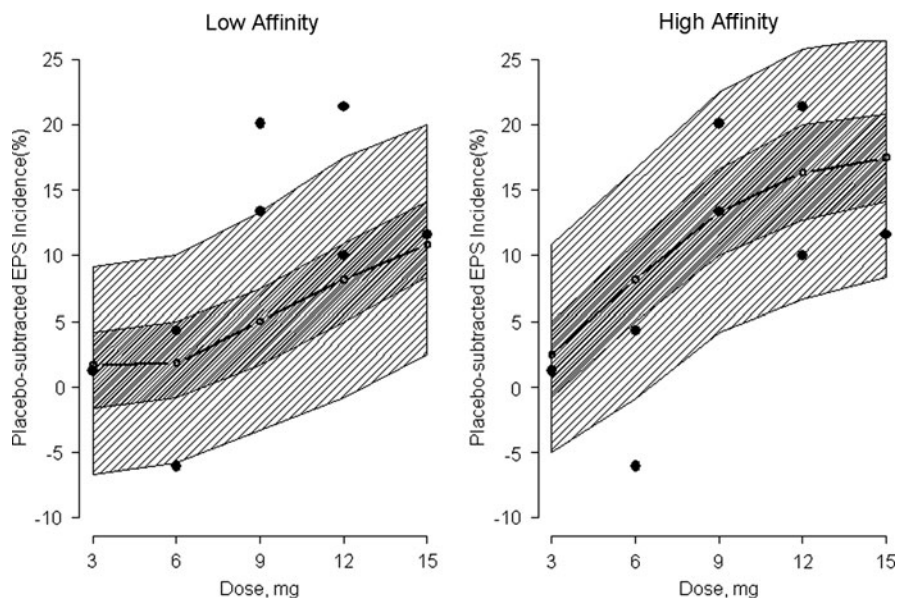 Low Affinity
Placebo-subtracted EPS Incidence(%)
25
20
15
10
5
0
-5
-10
3 6 9 12 15
Dose, mg
High Affinity
Placebo-subtracted EPS Incidence(%)
25
20
15
10
5
0
-5
-10
3 6 9 12 15
Dose, mg